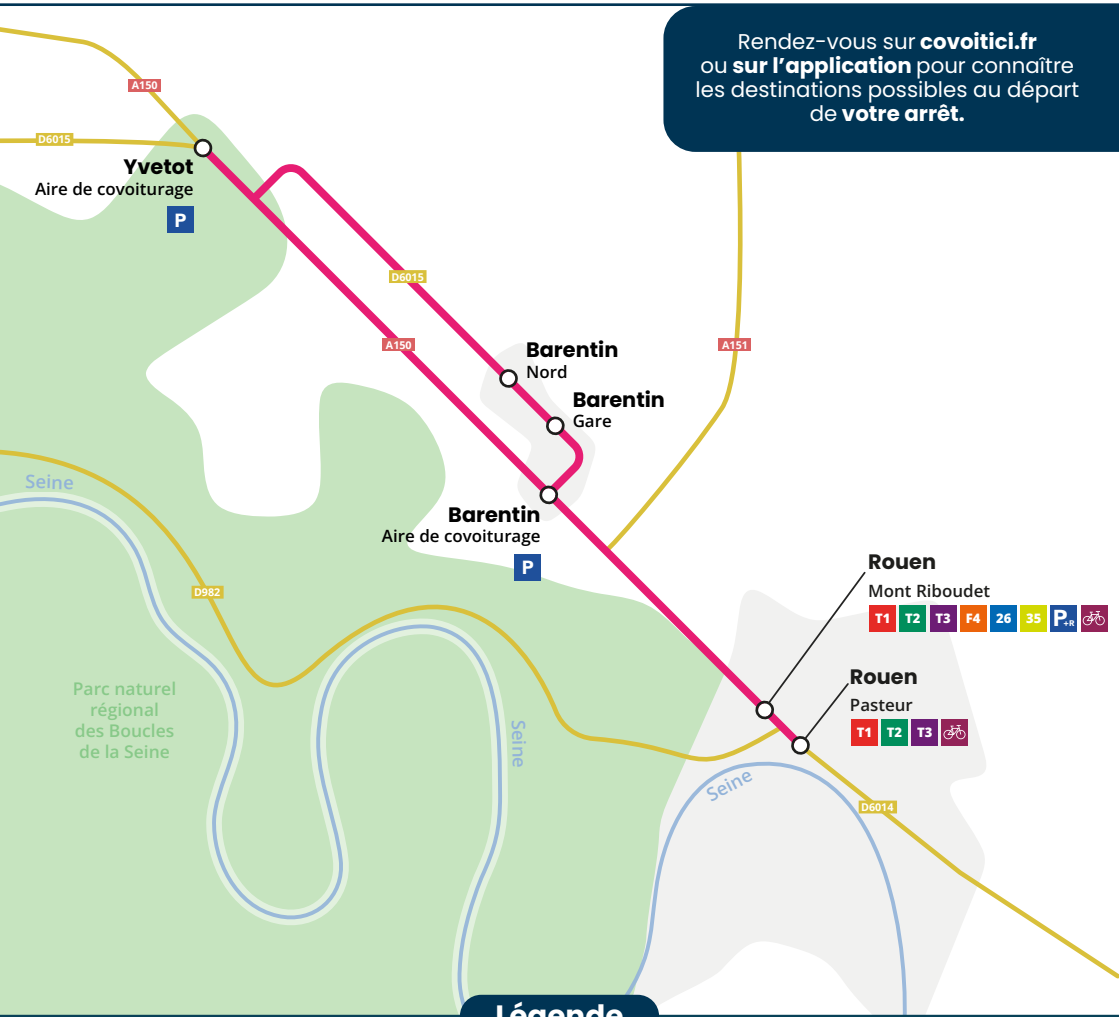 Rendez-vous sur covoitici.fr
ou sur l’application pour connaître
les destinations possibles au départ
de votre arrêt.
A150
D6015
Yvetot
Aire de covoiturage
P
D6015
A150
A151
Barentin
Nord
Barentin
Gare
Seine
Barentin
Aire de covoiturage
P
D982
Rouen
Mont Riboudet
T1 T2 T3 F4 26 35 P+R
Rouen
Pasteur
T1 T2 T3
Parc naturel
régional
des Boucles
de la Seine
Seine
Seine
D6014
Légende